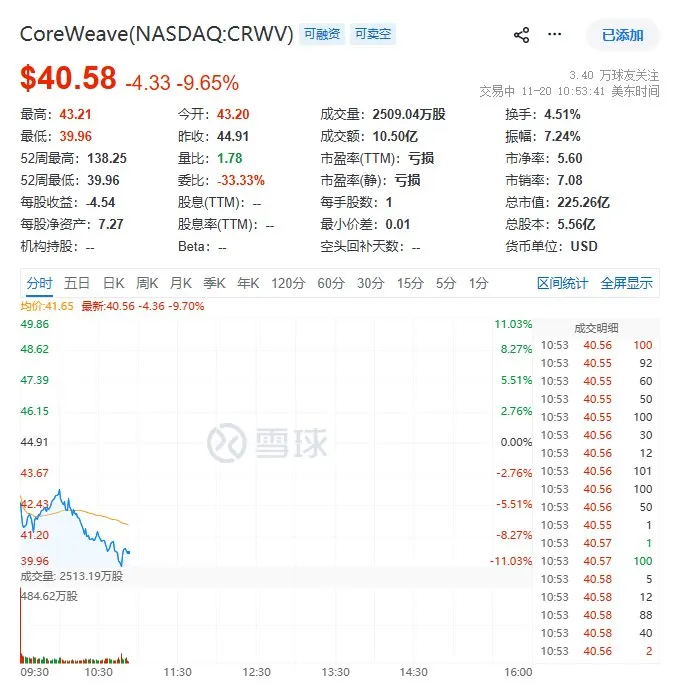 CoreWeave(NASDAQ:CRWV) 可融资 可卖空 已添加
$40.58 -4.33 -9.65%
3.40 万球友关注
交易中 11-20 10:53:41 美东时间
最高: 43.21 今开: 43.20 成交量: 2509.04万股 换手: 4.51%
最低: 39.96 昨收: 44.91 成交额: 10.50亿 振幅: 7.24%
52周最高: 138.25 量比: 1.78 市盈率(TTM): 亏损 市净率: 5.60
52周最低: 39.96 委比: -33.33% 市盈率(静): 亏损 市销率: 7.08
每股收益: -4.54 股息(TTM): -- 每手股数: 1 总市值: 225.26亿
每股净资产: 7.27 股息率(TTM): -- 最小价差: 0.01 总股本: 5.56亿
机构持股: -- Beta: -- 空头回补天数: -- 货币单位: USD
分时 五日 日K 周K 月K 季K 年K 120分 60分 30分 15分 5分 1分 区间统计 全屏显示
均价:41.65 最新:40.56 -4.36 -9.70%
49.86 11.03%
48.62 8.27%
47.39 5.51%
46.15 2.76%
44.91 0.00%
43.67 -2.76%
42.43 -5.51%
41.20 -8.27%
39.96 -11.03%
雪球
成交量: 2513.19万股
484.62万股
09:30 10:30 11:30 12:30 13:30 14:30 16:00
成交明细
10:53 40.56 100
10:53 40.55 92
10:53 40.55 60
10:53 40.55 50
10:53 40.55 100
10:53 40.56 30
10:53 40.56 12
10:53 40.56 101
10:53 40.56 100
10:53 40.56 50
10:53 40.55 1
10:53 40.57 1
10:53 40.57 100
10:53 40.58 5
10:53 40.58 12
10:53 40.58 88
10:53 40.58 40
10:53 40.56 2